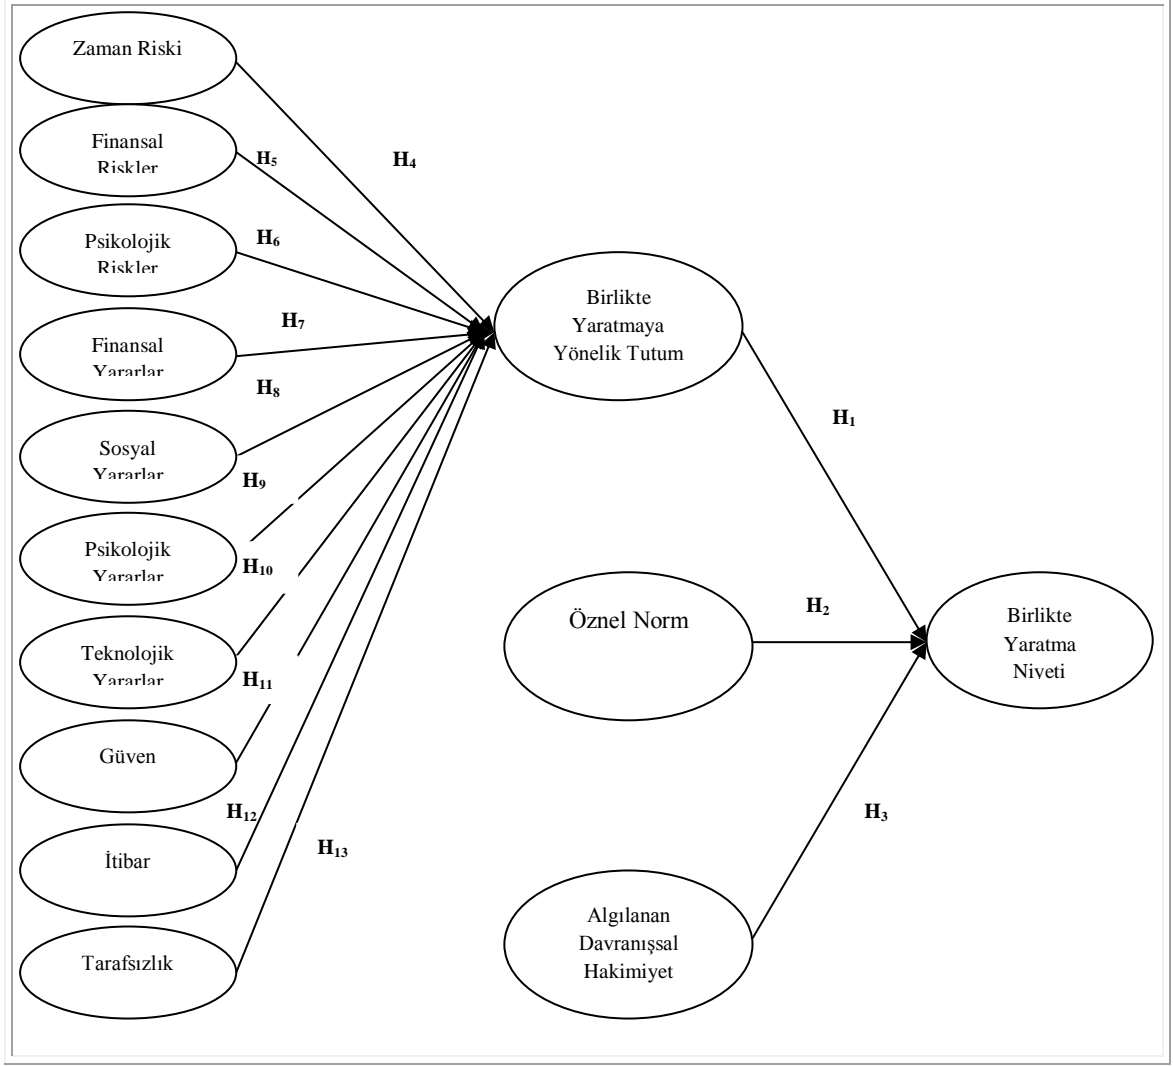 Zaman Riski
Finansal
Riskler
Psikolojik
Riskler
Finansal
Yararlar
Sosyal
Yararlar
Psikolojik
Yararlar
Teknolojik
Yararlar
Güven
İtibar
Tarafsızlık
H5
H4
H6
H7
H8
H9
H10
H11
H12
H13
Birlikte
Yaratmaya
Yönelik Tutum
Öznel Norm
Algılanan
Davranışsal
Hakimiyet
H1
H2
H3
Birlikte
Yaratma
Niyeti